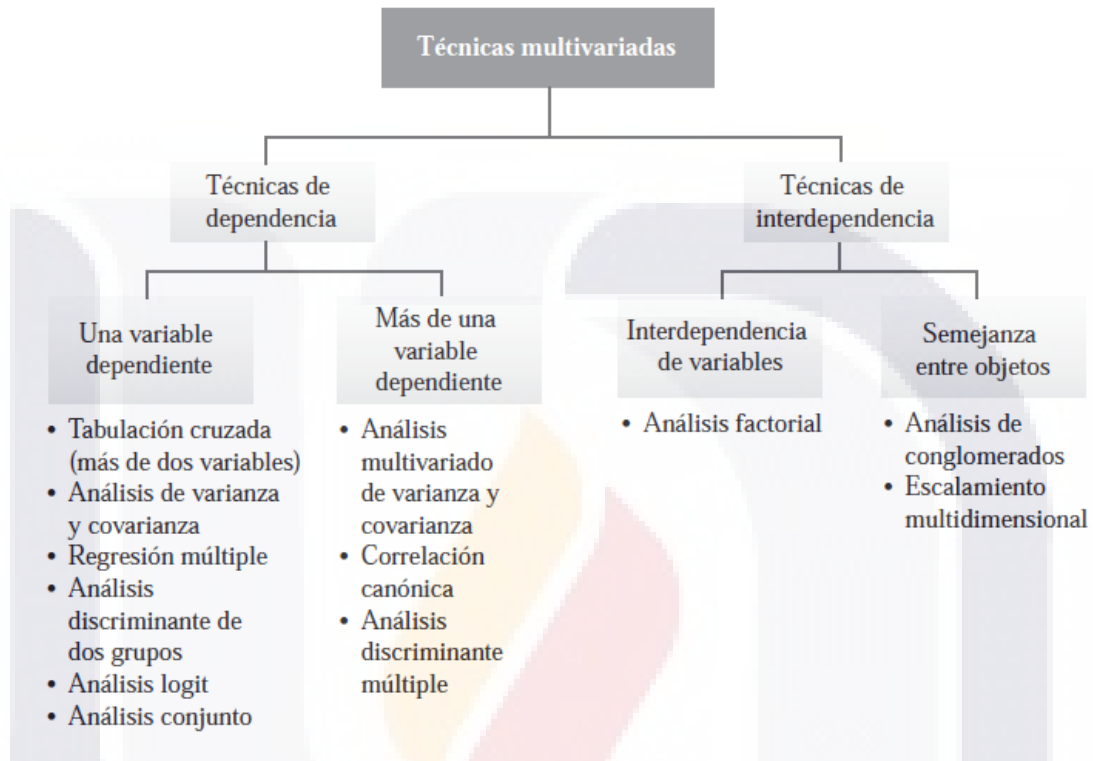 Técnicas multivariadas
Técnicas de
dependencia
Técnicas de
interdependencia
Una variable
dependiente
Más de una
variable
dependiente
Interdependencia
de variables
Semejanza
entre objetos
• Tabulación cruzada
(más de dos variables)
• Análisis de varianza
y covarianza
• Regresión múltiple
• Análisis
discriminante de
dos grupos
• Análisis logit
• Análisis conjunto
• Análisis
multivariado
de varianza y
covarianza
• Correlación
canónica
• Análisis
discriminante
múltiple
• Análisis factorial
• Análisis de
conglomerados
• Escalamiento
multidimensional